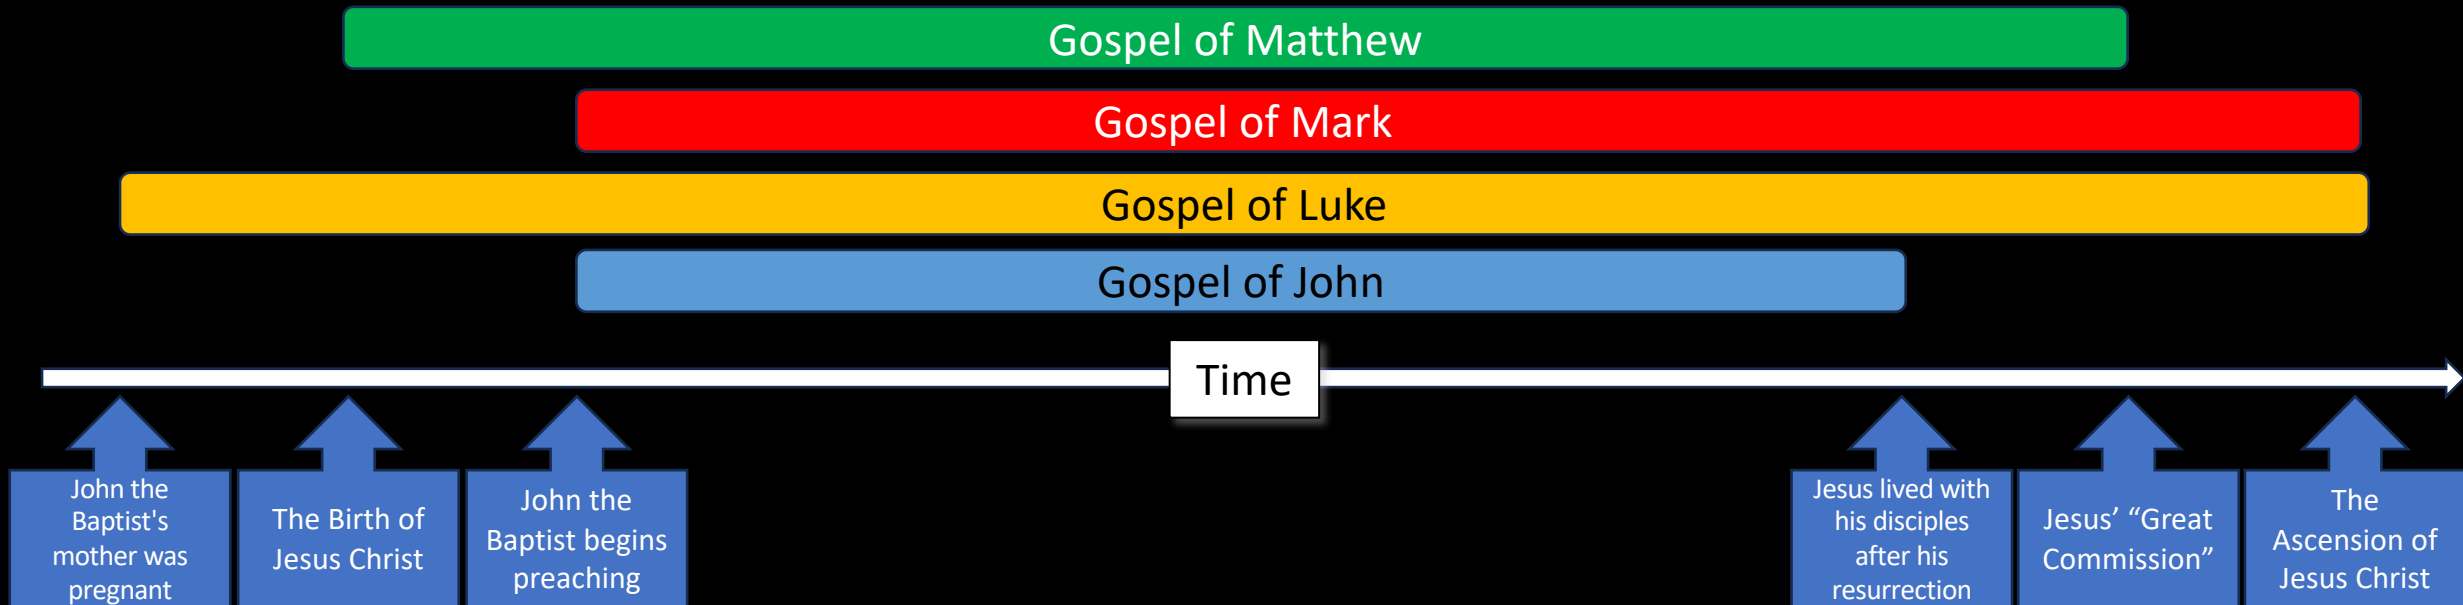 Gospel of Matthew
Gospel of Mark
Gospel of Luke
Gospel of John
Time
John the
Baptist's
mother was
pregnant
The Birth of
Jesus Christ
John the
Baptist begins
preaching
Jesus lived with
his disciples
after his
resurrection
Jesus’ “Great
Commission”
The
Ascension of
Jesus Christ